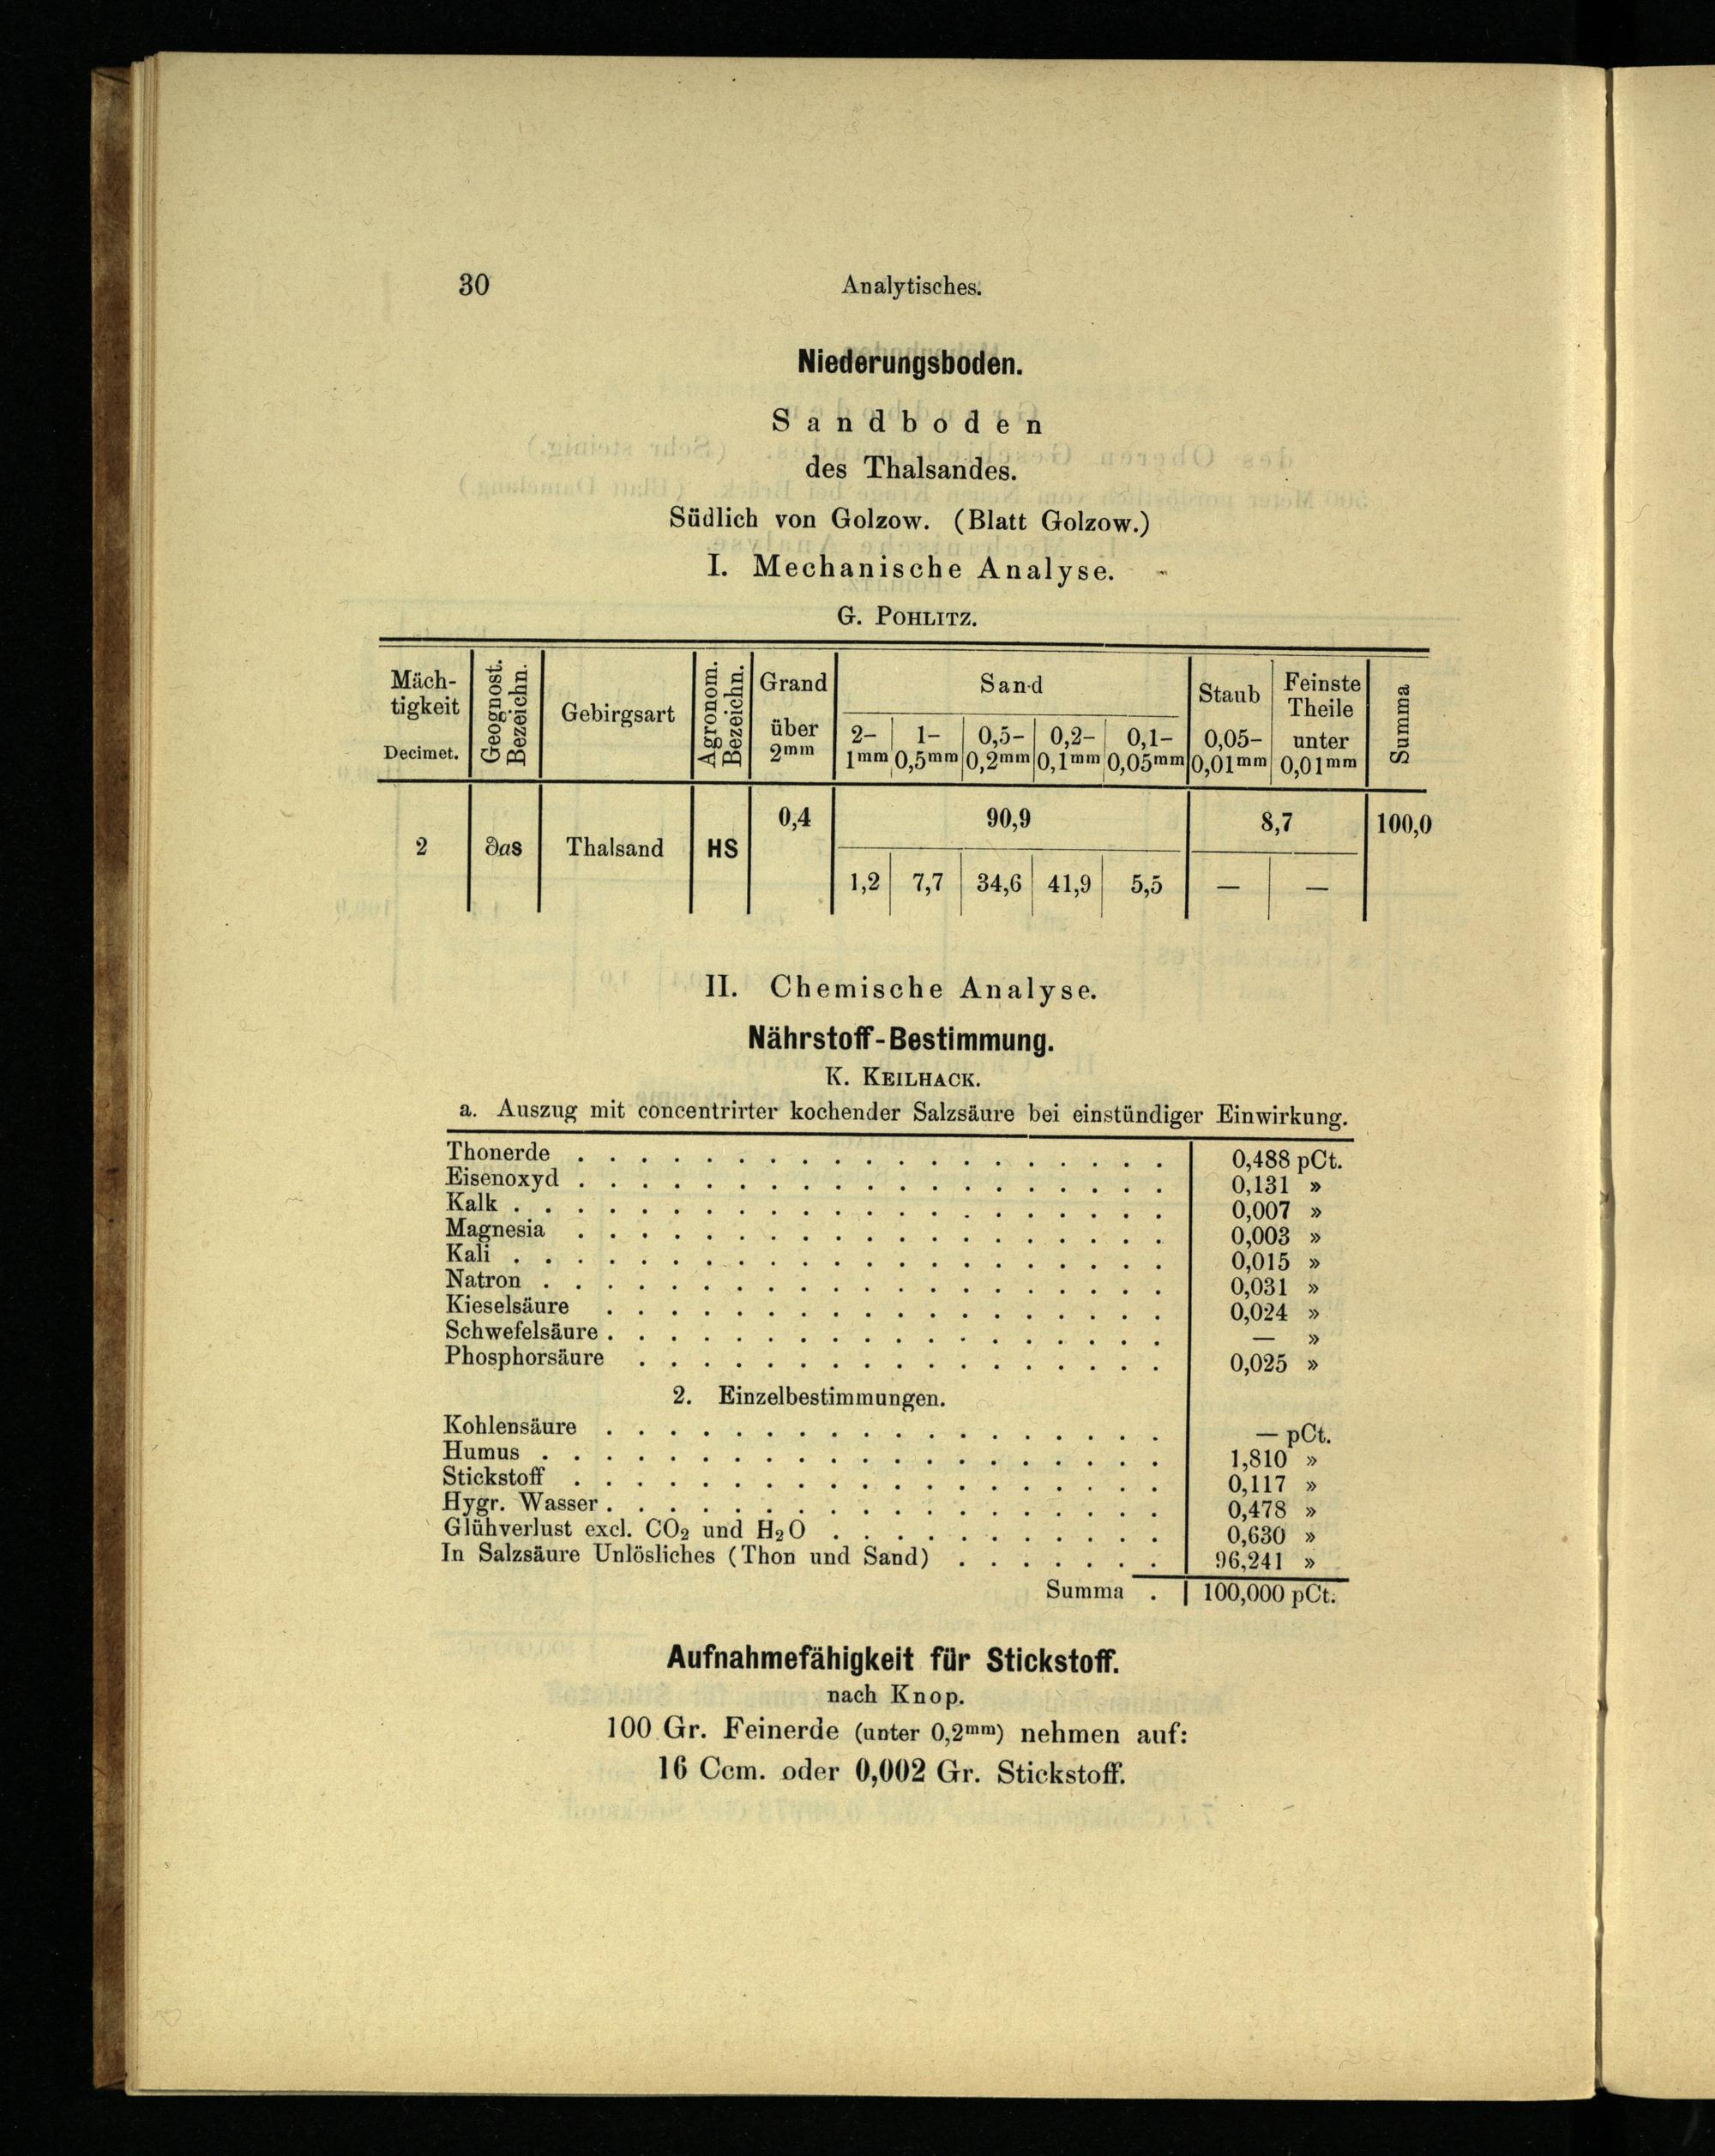 30 Analytisches.
Niederungsboden.
Sandboden
des Thalsandes.
Südlich von Golzow. (Blatt Golzow.)
I. Mechanische Analyse.
G. POHLITZ.
Mäch-
tigkeit
Decimet.
Geognost.
Bezeichn.
Gebirgsart
Agronom.
Bezeichn.
Grand
über
2mm
Sand
2- 1- 0,5- 0,2- 0,1-
1mm 0,5mm 0,2mm 0,1mm 0,05mm
Staub
0,05-
0,01mm
Feinste
Theile
unter
0,01mm
Summa
0,4 90,9 8,7 100,0
2 ∂as Thalsand HS
1,2 7,7 34,6 41,9 5,5 — —
II. Chemische Analyse.
Nährstoff-Bestimmung.
K. KEILHACK.
a. Auszug mit concentrirter kochender Salzsäure bei einstündiger Einwirkung.
Thonerde . . . . . . . . . . . . . . . . . . . 0,488 pCt.
Eisenoxyd . . . . . . . . . . . . . . . . . . . 0,131 »
Kalk . . . . . . . . . . . . . . . . . . . . . 0,007 »
Magnesia . . . . . . . . . . . . . . . . . . . 0,003 »
Kali . . . . . . . . . . . . . . . . . . . . . 0,015 »
Natron . . . . . . . . . . . . . . . . . . . . 0,031 »
Kieselsäure . . . . . . . . . . . . . . . . . . 0,024 »
Schwefelsäure . . . . . . . . . . . . . . . . . . — »
Phosphorsäure . . . . . . . . . . . . . . . . . 0,025 »
2. Einzelbestimmungen.
Kohlensäure . . . . . . . . . . . . . . . . . . — pCt.
Humus . . . . . . . . . . . . . . . . . . . . 1,810 »
Stickstoff . . . . . . . . . . . . . . . . . . . 0,117 »
Hygr. Wasser . . . . . . . . . . . . . . . . . . 0,478 »
Glühverlust excl. CO₂ und H₂O . . . . . . . . . . . 0,630 »
In Salzsäure Unlösliches (Thon und Sand) . . . . . . . 96,241 »
Summa . 100,000 pCt.
Aufnahmefähigkeit für Stickstoff.
nach Knop.
100 Gr. Feinerde (unter 0,2mm) nehmen auf:
16 Ccm. oder 0,002 Gr. Stickstoff.